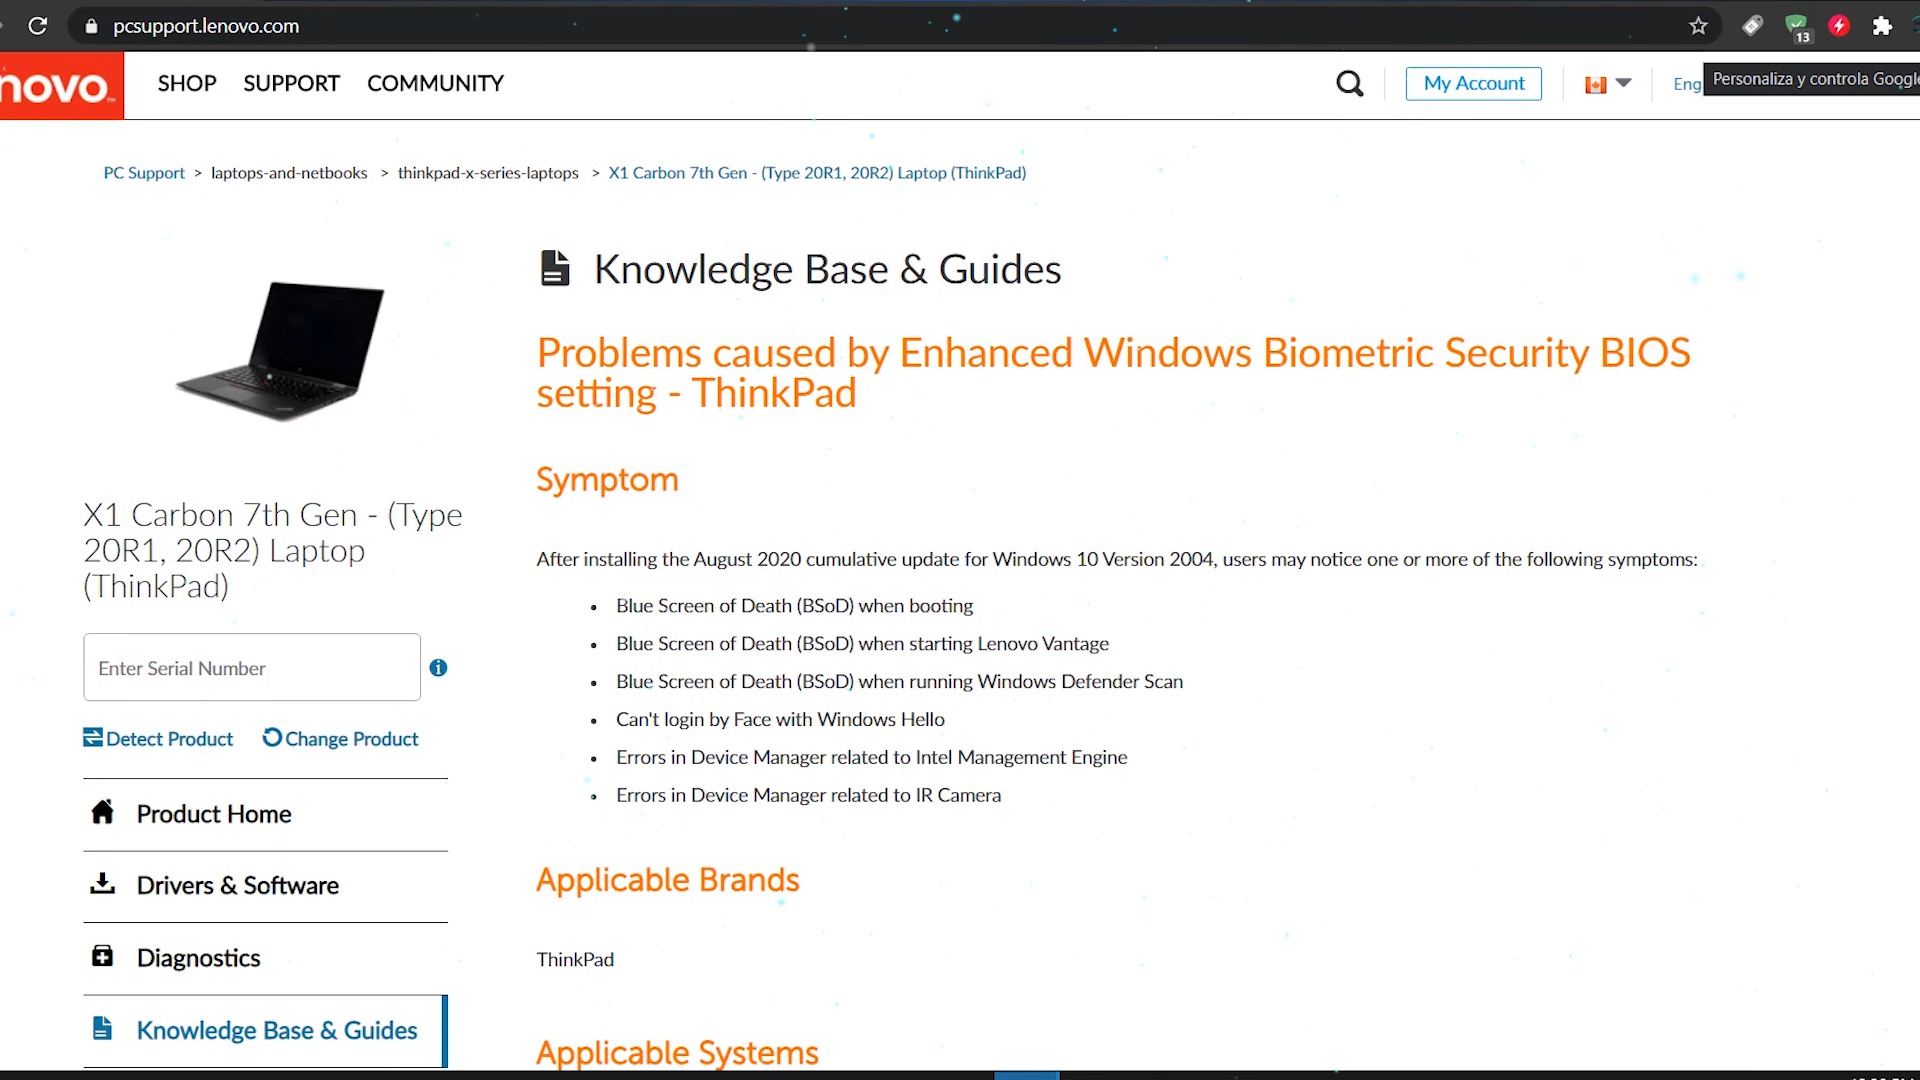 pcsupport.lenovo.com
13
novo
SHOP SUPPORT COMMUNITY
My Account
Eng
Personaliza y controla Google
PC Support > laptops-and-netbooks > thinkpad-x-series-laptops > X1 Carbon 7th Gen - (Type 20R1, 20R2) Laptop (ThinkPad)
Knowledge Base & Guides
Problems caused by Enhanced Windows Biometric Security BIOS
setting - ThinkPad
Symptom
After installing the August 2020 cumulative update for Windows 10 Version 2004, users may notice one or more of the following symptoms:
• Blue Screen of Death (BSoD) when booting
• Blue Screen of Death (BSoD) when starting Lenovo Vantage
• Blue Screen of Death (BSoD) when running Windows Defender Scan
• Can't login by Face with Windows Hello
• Errors in Device Manager related to Intel Management Engine
• Errors in Device Manager related to IR Camera
Applicable Brands
ThinkPad
Applicable Systems
X1 Carbon 7th Gen - (Type
20R1, 20R2) Laptop
(ThinkPad)
Enter Serial Number
Detect Product Change Product
Product Home
Drivers & Software
Diagnostics
Knowledge Base & Guides